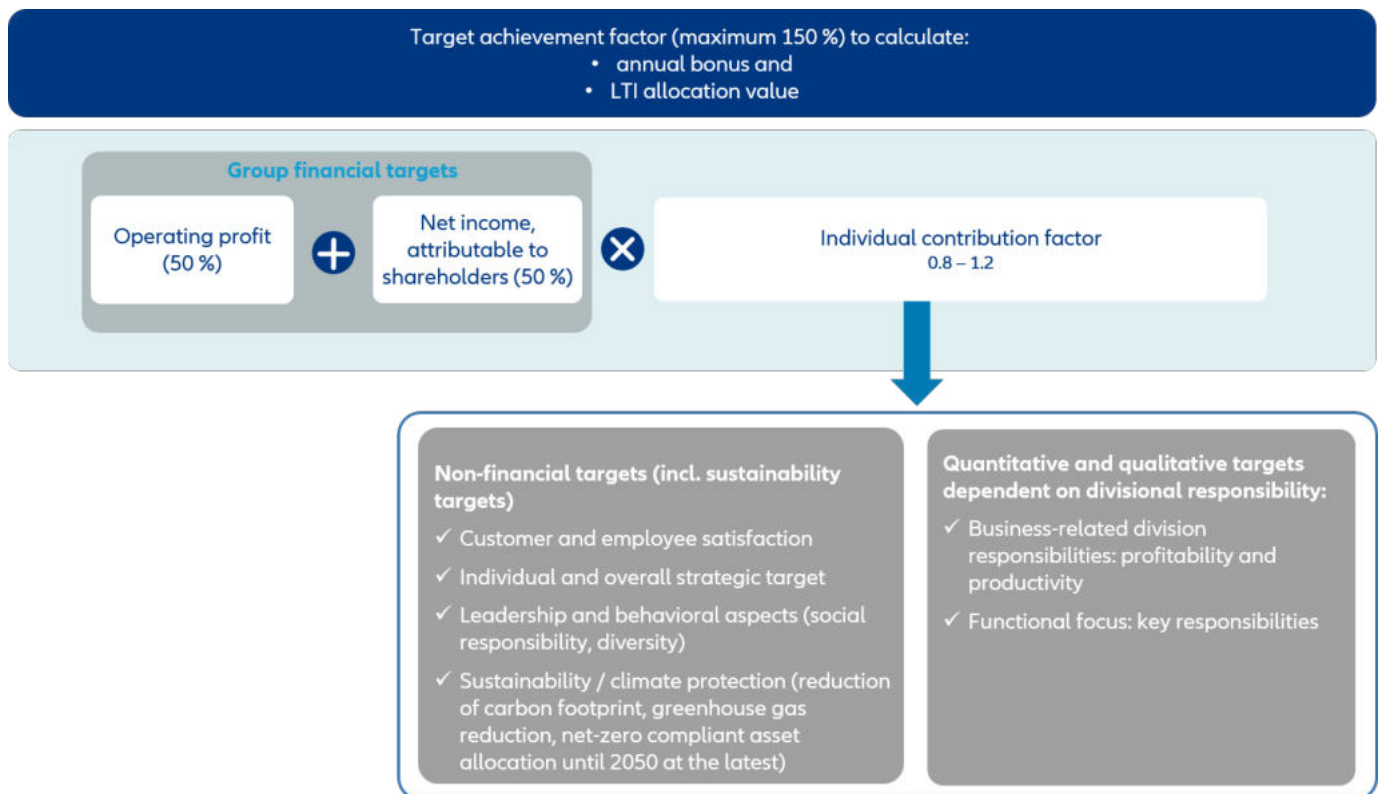 Target achievement factor (maximum 150 %) to calculate:
• annual bonus and
• LTI allocation value
Group financial targets
Operating profit
(50 %)
Net income,
attributable to
shareholders (50 %)
Individual contribution factor
0.8 – 1.2
Non-financial targets (incl. sustainability
targets)
✓ Customer and employee satisfaction
✓ Individual and overall strategic target
✓ Leadership and behavioral aspects (social
responsibility, diversity)
✓ Sustainability / climate protection (reduction
of carbon footprint, greenhouse gas
reduction, net-zero compliant asset
allocation until 2050 at the latest)
Quantitative and qualitative targets
dependent on divisional responsibility:
✓ Business-related division
responsibilities: profitability and
productivity
✓ Functional focus: key responsibilities